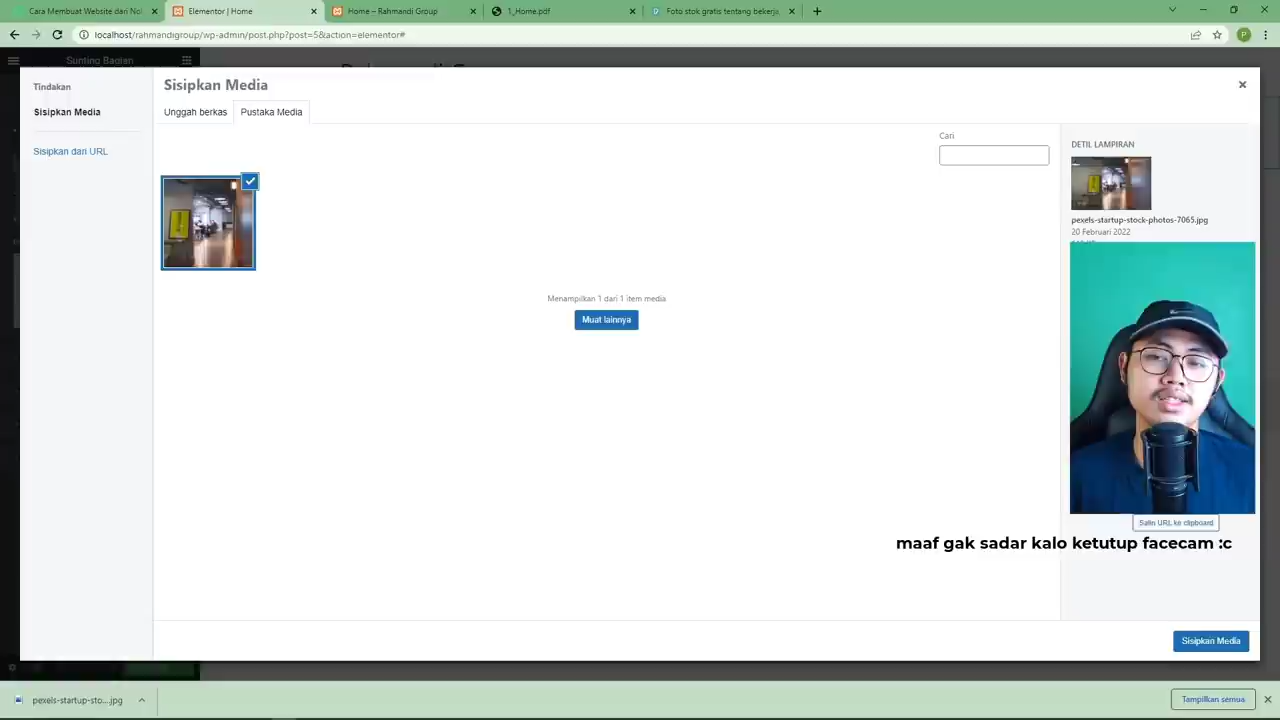 Cara Membuat Website dari Nol
Elementor | Home
Home – Rahmandi Group
1_Home.pdf
Foto stok gratis tentang bekerja,
localhost/rahmandigroup/wp-admin/post.php?post=5&action=elementor#
P
Sunting Bagian
Tindakan
Sisipkan Media
Sisipkan dari URL
Sisipkan Media
Unggah berkas
Pustaka Media
Cari
Menampilkan 1 dari 1 item media
Muat lainnya
DETIL LAMPIRAN
pexels-startup-stock-photos-7065.jpg
20 Februari 2022
Salin URL ke clipboard
maaf gak sadar kalo ketutup facecam :c
Sisipkan Media
pexels-startup-sto....jpg
Tampilkan semua